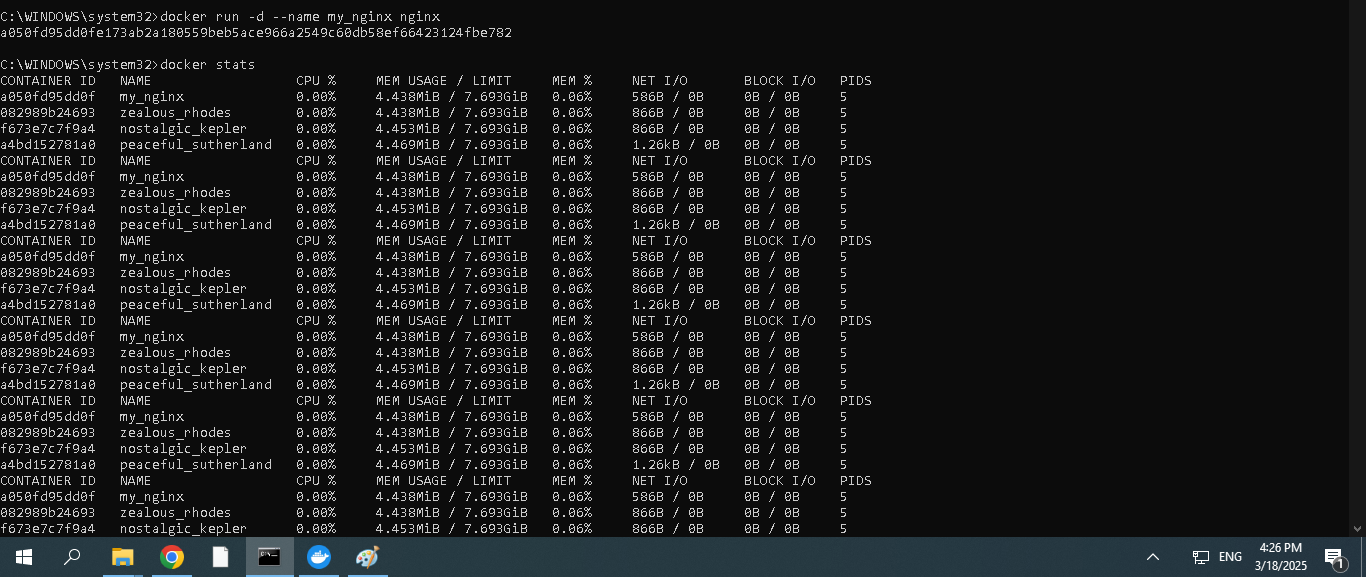 C:\WINDOWS\system32>docker run -d --name my_nginx nginx
a050fd95dd0fe173ab2a180559beb5ace966a2549c60db58ef66423124fbe782
C:\WINDOWS\system32>docker stats
CONTAINER ID NAME CPU % MEM USAGE / LIMIT MEM % NET I/O BLOCK I/O PIDS
a050fd95dd0f my_nginx 0.00% 4.438MiB / 7.693GiB 0.06% 586B / 0B 0B / 0B 5
082989b24693 zealous_rhodes 0.00% 4.438MiB / 7.693GiB 0.06% 866B / 0B 0B / 0B 5
f673e7c7f9a4 nostalgic_kepler 0.00% 4.453MiB / 7.693GiB 0.06% 866B / 0B 0B / 0B 5
a4bd152781a0 peaceful_sutherland 0.00% 4.469MiB / 7.693GiB 0.06% 1.26kB / 0B 0B / 0B 5
CONTAINER ID NAME CPU % MEM USAGE / LIMIT MEM % NET I/O BLOCK I/O PIDS
a050fd95dd0f my_nginx 0.00% 4.438MiB / 7.693GiB 0.06% 586B / 0B 0B / 0B 5
082989b24693 zealous_rhodes 0.00% 4.438MiB / 7.693GiB 0.06% 866B / 0B 0B / 0B 5
f673e7c7f9a4 nostalgic_kepler 0.00% 4.453MiB / 7.693GiB 0.06% 866B / 0B 0B / 0B 5
a4bd152781a0 peaceful_sutherland 0.00% 4.469MiB / 7.693GiB 0.06% 1.26kB / 0B 0B / 0B 5
CONTAINER ID NAME CPU % MEM USAGE / LIMIT MEM % NET I/O BLOCK I/O PIDS
a050fd95dd0f my_nginx 0.00% 4.438MiB / 7.693GiB 0.06% 586B / 0B 0B / 0B 5
082989b24693 zealous_rhodes 0.00% 4.438MiB / 7.693GiB 0.06% 866B / 0B 0B / 0B 5
f673e7c7f9a4 nostalgic_kepler 0.00% 4.453MiB / 7.693GiB 0.06% 866B / 0B 0B / 0B 5
a4bd152781a0 peaceful_sutherland 0.00% 4.469MiB / 7.693GiB 0.06% 1.26kB / 0B 0B / 0B 5
CONTAINER ID NAME CPU % MEM USAGE / LIMIT MEM % NET I/O BLOCK I/O PIDS
a050fd95dd0f my_nginx 0.00% 4.438MiB / 7.693GiB 0.06% 586B / 0B 0B / 0B 5
082989b24693 zealous_rhodes 0.00% 4.438MiB / 7.693GiB 0.06% 866B / 0B 0B / 0B 5
f673e7c7f9a4 nostalgic_kepler 0.00% 4.453MiB / 7.693GiB 0.06% 866B / 0B 0B / 0B 5
a4bd152781a0 peaceful_sutherland 0.00% 4.469MiB / 7.693GiB 0.06% 1.26kB / 0B 0B / 0B 5
CONTAINER ID NAME CPU % MEM USAGE / LIMIT MEM % NET I/O BLOCK I/O PIDS
a050fd95dd0f my_nginx 0.00% 4.438MiB / 7.693GiB 0.06% 586B / 0B 0B / 0B 5
082989b24693 zealous_rhodes 0.00% 4.438MiB / 7.693GiB 0.06% 866B / 0B 0B / 0B 5
f673e7c7f9a4 nostalgic_kepler 0.00% 4.453MiB / 7.693GiB 0.06% 866B / 0B 0B / 0B 5
a4bd152781a0 peaceful_sutherland 0.00% 4.469MiB / 7.693GiB 0.06% 1.26kB / 0B 0B / 0B 5
CONTAINER ID NAME CPU % MEM USAGE / LIMIT MEM % NET I/O BLOCK I/O PIDS
a050fd95dd0f my_nginx 0.00% 4.438MiB / 7.693GiB 0.06% 586B / 0B 0B / 0B 5
082989b24693 zealous_rhodes 0.00% 4.438MiB / 7.693GiB 0.06% 866B / 0B 0B / 0B 5
f673e7c7f9a4 nostalgic_kepler 0.00% 4.453MiB / 7.693GiB 0.06% 866B / 0B 0B / 0B 5
ENG
4:26 PM
3/18/2025
1